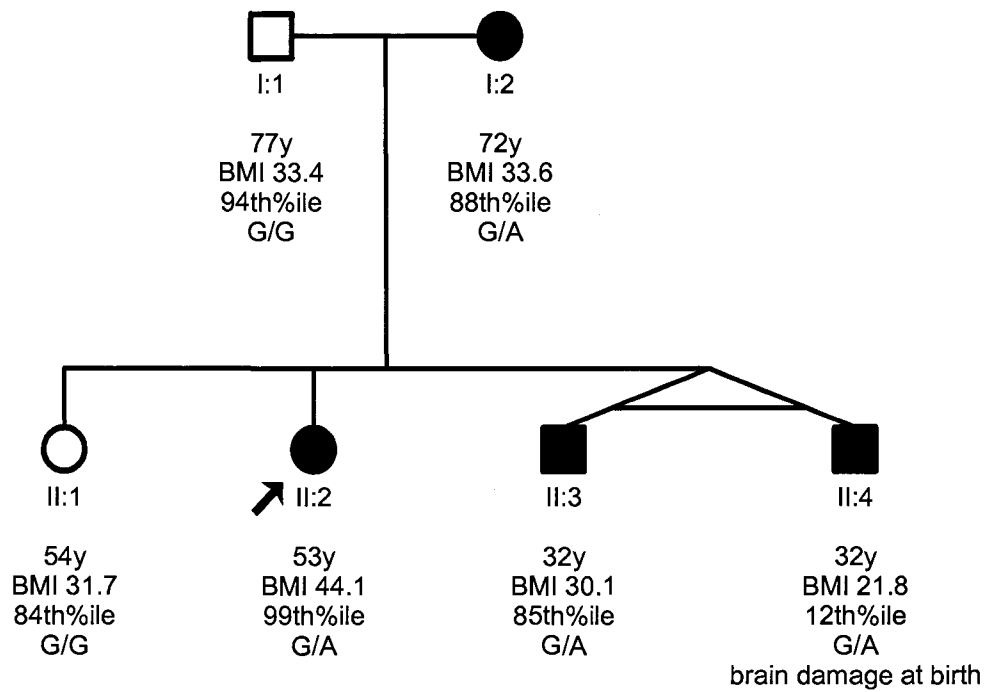 I:1
77y
BMI 33.4
94th%ile
G/G
I:2
72y
BMI 33.6
88th%ile
G/A
II:1
54y
BMI 31.7
84th%ile
G/G
II:2
53y
BMI 44.1
99th%ile
G/A
II:3
32y
BMI 30.1
85th%ile
G/A
II:4
32y
BMI 21.8
12th%ile
G/A
brain damage at birth